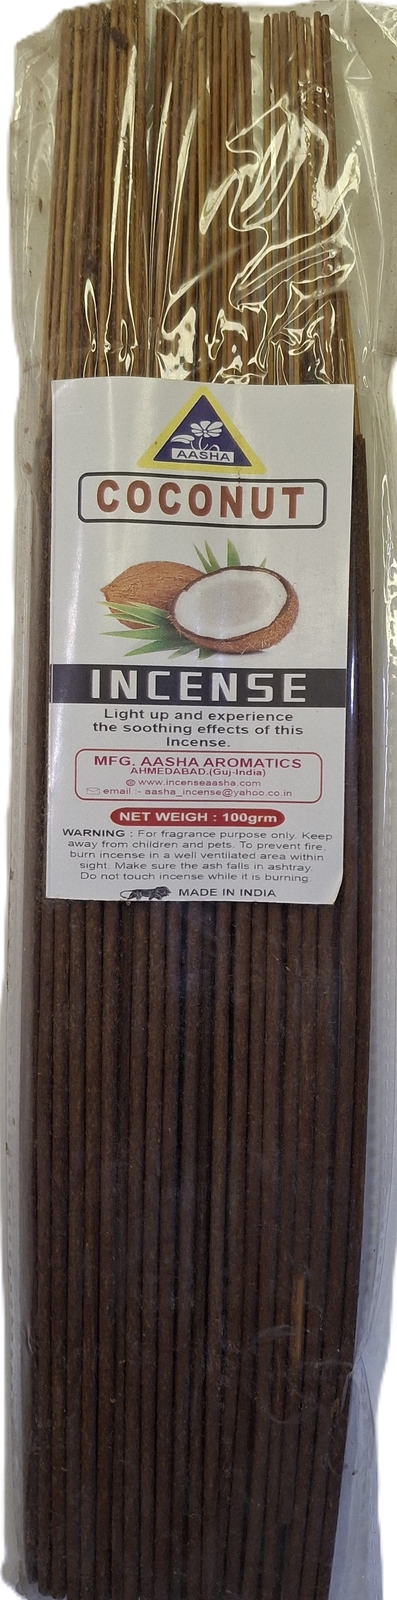 AASHA
COCONUT
INCENSE
Light up and experience
the soothing effects of this
Incense.
MFG. AASHA AROMATICS
AHMEDABAD.(Guj-India)
www.incenseaasha.com
email :- aasha_incense@yahoo.co.in
NET WEIGH : 100grm
WARNING : For fragrance purpose only. Keep
away from children and pets. To prevent fire,
burn incense in a well ventilated area within
sight. Make sure the ash falls in ashtray.
Do not touch incense while it is burning.
MADE IN INDIA